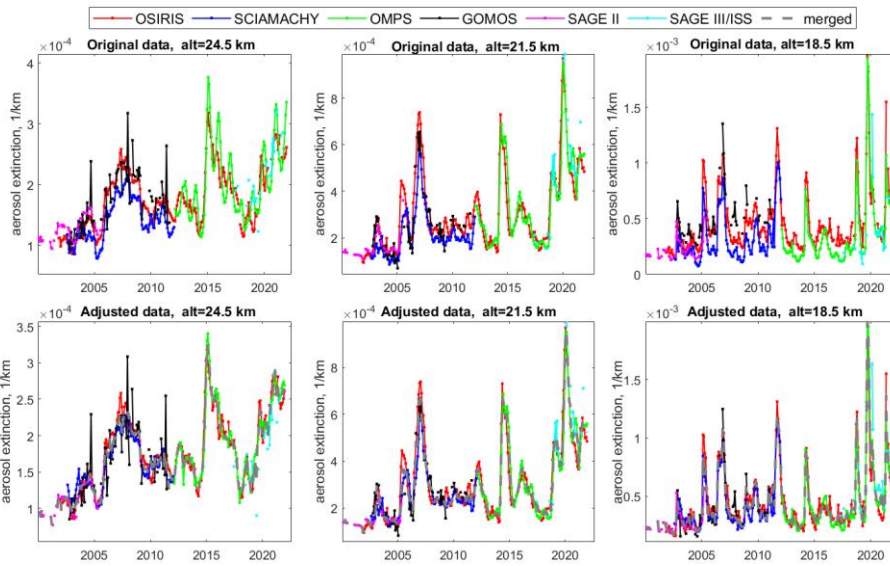 OSIRIS SCIAMACHY OMPS GOMOS SAGE II SAGE III/ISS merged
×10⁻⁴ Original data, alt=24.5 km
4
3
2
1
aerosol extinction, 1/km
2005 2010 2015 2020
×10⁻⁴ Original data, alt=21.5 km
8
6
4
2
aerosol extinction, 1/km
2005 2010 2015 2020
×10⁻³ Original data, alt=18.5 km
1.5
1
0.5
0
aerosol extinction, 1/km
2005 2010 2015 2020
×10⁻⁴ Adjusted data, alt=24.5 km
3.5
3
2.5
2
1.5
1
aerosol extinction, 1/km
2005 2010 2015 2020
×10⁻⁴ Adjusted data, alt=21.5 km
8
6
4
2
aerosol extinction, 1/km
2005 2010 2015 2020
×10⁻³ Adjusted data, alt=18.5 km
1.5
1
0.5
aerosol extinction, 1/km
2005 2010 2015 2020